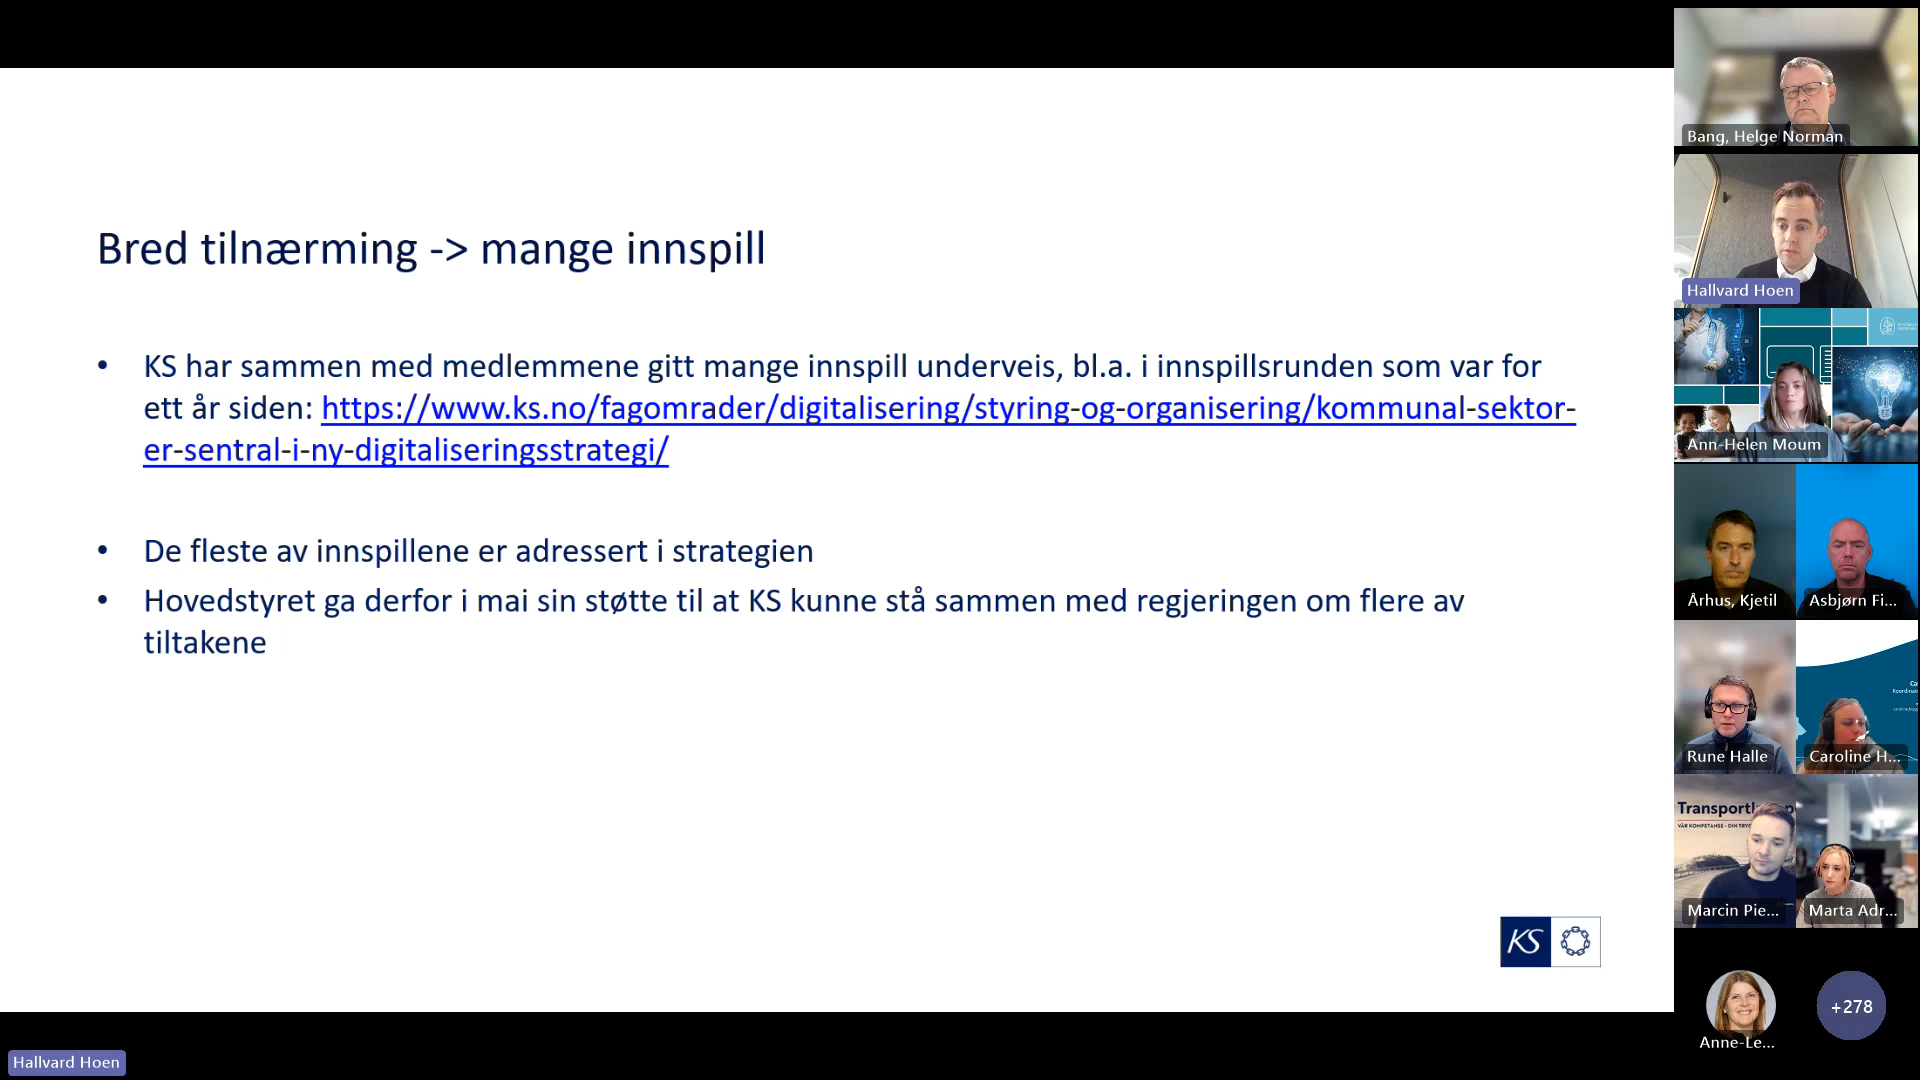 Bred tilnærming -> mange innspill
• KS har sammen med medlemmene gitt mange innspill underveis, bl.a. i innspillsrunden som var for
ett år siden: https://www.ks.no/fagomrader/digitalisering/styring-og-organisering/kommunal-sektor-
er-sentral-i-ny-digitaliseringsstrategi/
• De fleste av innspillene er adressert i strategien
• Hovedstyret ga derfor i mai sin støtte til at KS kunne stå sammen med regjeringen om flere av
tiltakene
KS
Hallvard Hoen
Bang, Helge Norman
Hallvard Hoen
Ann-Helen Moum
Århus, Kjetil
Asbjørn Fi...
Rune Halle
Caroline H...
Marcin Pie...
Marta Adr...
Anne-Le...
+278